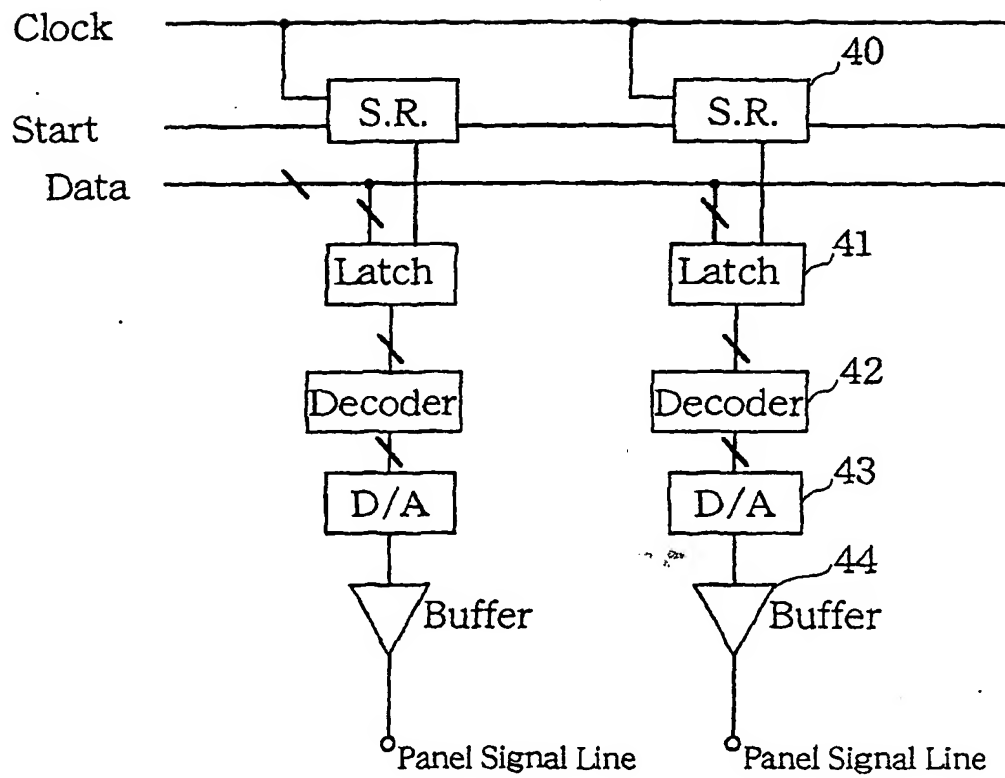 Clock
40
S.R. S.R.
Start
Data
41
Latch Latch
42
Decoder Decoder
43
D/A D/A
44
Buffer Buffer
Panel Signal Line Panel Signal Line